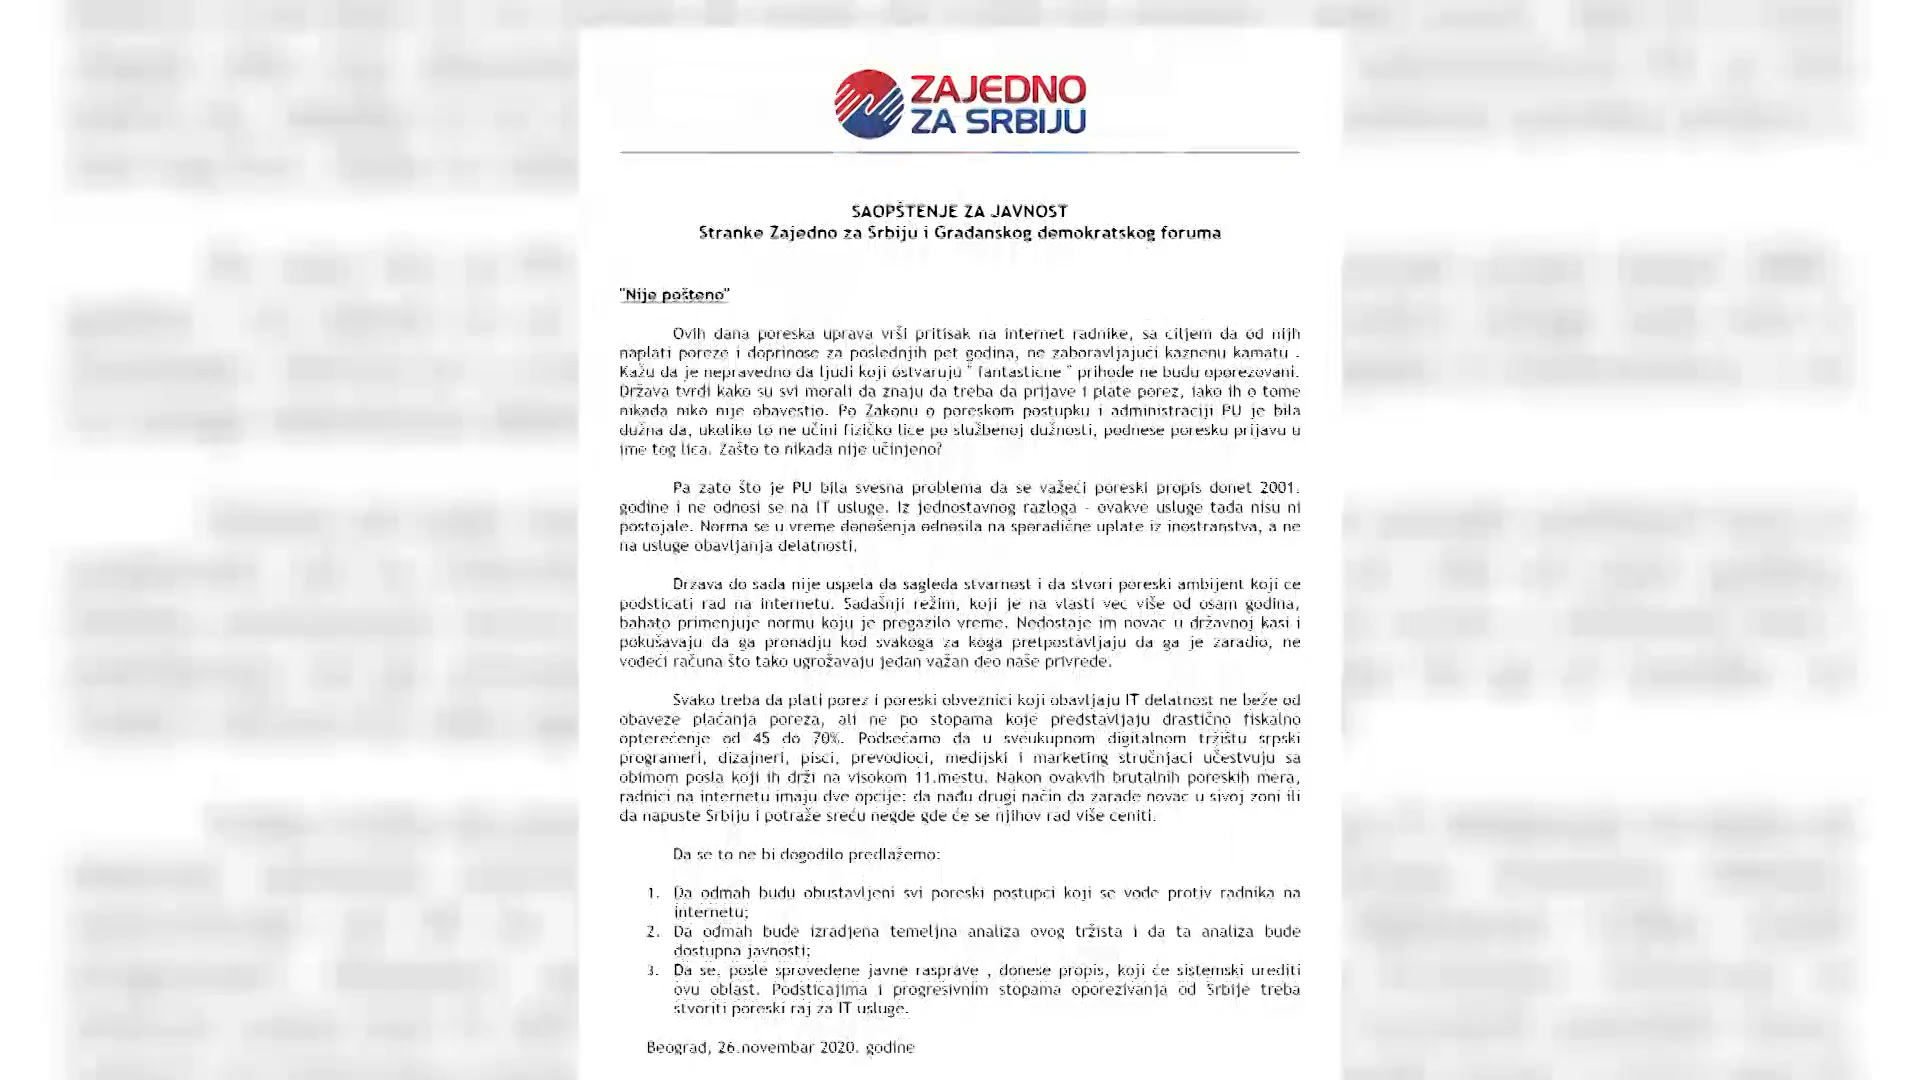 ZAJEDNO
ZA SRBIJU
SAOPŠTENJE ZA JAVNOST
Stranke Zajedno za Srbiju i Građanskog demokratskog foruma
"Nije pošteno"
Ovih dana poreska uprava vrši pritisak na internet radnike, sa ciljem da od njih
naplati poreze i doprinose za poslednjih pet godina, ne zaboravljajući kaznenu kamatu .
Kažu da je nepravedno da ljudi koji ostvaruju " fantastične " prihode ne budu oporezovani.
Država tvrdi kako su svi morali da znaju da treba da prijave i plate porez, iako ih o tome
nikada niko nije obavestio. Po Zakonu o poreskom postupku i administraciji PU je bila
dužna da, ukoliko to ne učini fizičko lice po službenoj dužnosti, podnese poresku prijavu u
ime tog lica. Zašto to nikada nije učinjeno?
Pa zato što je PU bila svesna problema da se važeći poreski propis donet 2001.
godine i ne odnosi se na IT usluge. Iz jednostavnog razloga - ovakve usluge tada nisu ni
postojale. Norma se u vreme donošenja odnosila na sporadične uplate iz inostranstva, a ne
na usluge obavljanja delatnosti.
Država do sada nije uspela da sagleda stvarnost i da stvori poreski ambijent koji će
podsticati rad na internetu. Sadašnji režim, koji je na vlasti već više od osam godina,
bahato primenjuje normu koju je pregazilo vreme. Nedostaje im novac u državnoj kasi i
pokušavaju da ga pronadju kod svakoga za koga pretpostavljaju da ga je zaradio, ne
vodeći računa što tako ugrožavaju jedan važan deo naše privrede.
Svako treba da plati porez i poreski obveznici koji obavljaju IT delatnost ne beže od
obaveze plaćanja poreza, ali ne po stopama koje predstavljaju drastično fiskalno
opterećenje od 45 do 70%. Podsećamo da u sveukupnom digitalnom tržištu srpski
programeri, dizajneri, pisci, prevodioci, medijski i marketing stručnjaci učestvuju sa
obimom posla koji ih drži na visokom 11.mestu. Nakon ovakvih brutalnih poreskih mera,
radnici na internetu imaju dve opcije: da nađu drugi način da zarade novac u sivoj zoni ili
da napuste Srbiju i potraže sreću negde gde će se njihov rad više ceniti.
Da se to ne bi dogodilo predlažemo:
1. Da odmah budu obustavljeni svi poreski postupci koji se vode protiv radnika na
internetu;
2. Da odmah bude izradjena temeljna analiza ovog tržista i da ta analiza bude
dostupna javnosti;
3. Da se, posle sprovedene javne rasprave , donese propis, koji će sistemski urediti
ovu oblast. Podsticajima i progresivnim stopama oporezivanja od Srbije treba
stvoriti poreski raj za IT usluge.
Beograd, 26.novembar 2020. godine